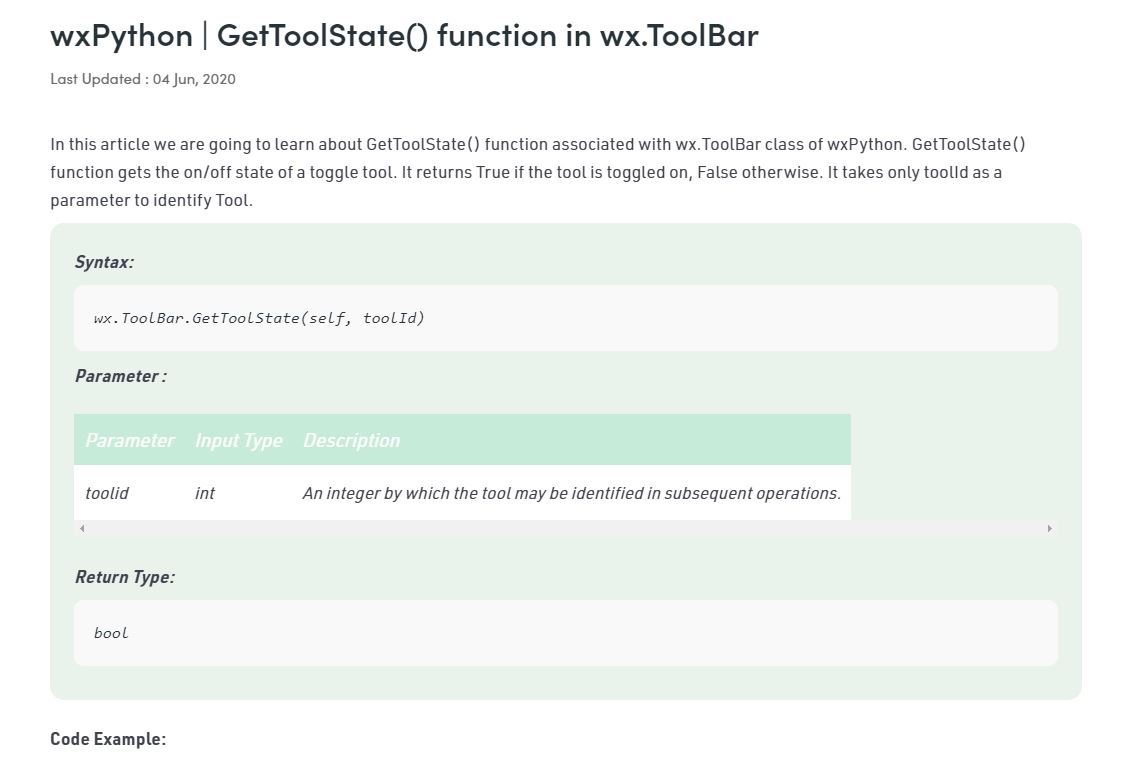 wxPython | GetToolState() function in wx.ToolBar
Last Updated : 04 Jun, 2020
In this article we are going to learn about GetToolState() function associated with wx.ToolBar class of wxPython. GetToolState()
function gets the on/off state of a toggle tool. It returns True if the tool is toggled on, False otherwise. It takes only toolId as a
parameter to identify Tool.
Syntax:
wx.ToolBar.GetToolState(self, toolId)
Parameter :
Parameter Input Type Description
toolid int An integer by which the tool may be identified in subsequent operations.
Return Type:
bool
Code Example: